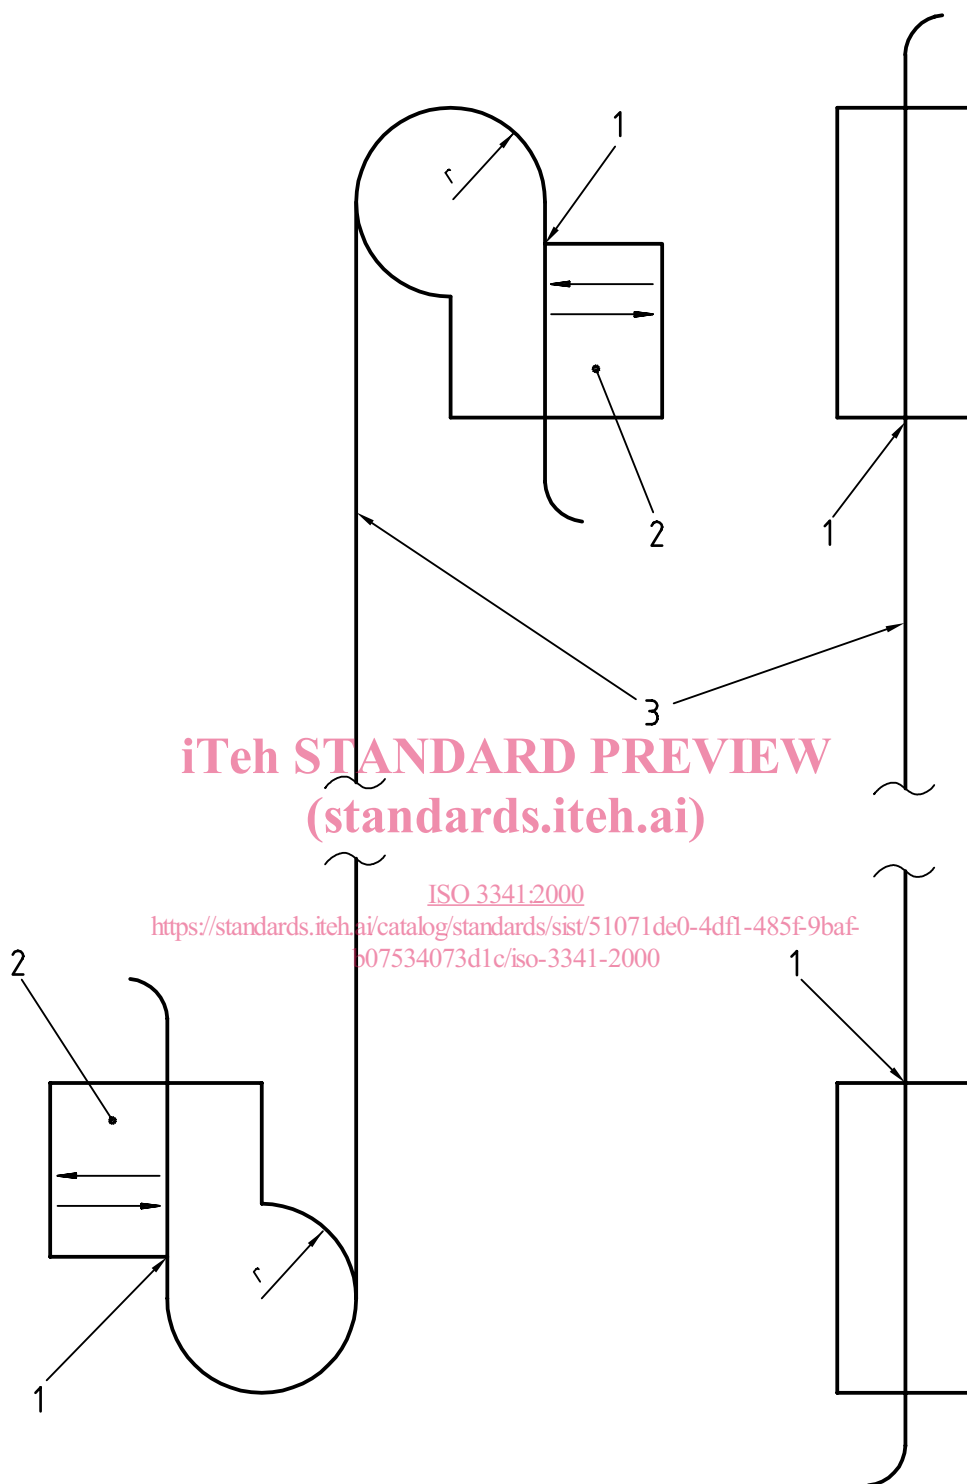 1
r
2
1
3
iTeh STANDARD PREVIEW
(standards.iteh.ai)
ISO 3341:2000
https://standards.iteh.ai/catalog/standards/sist/51071de0-4df1-485f-9baf-
b07534073d1c/iso-3341-2000
2
1
r
1